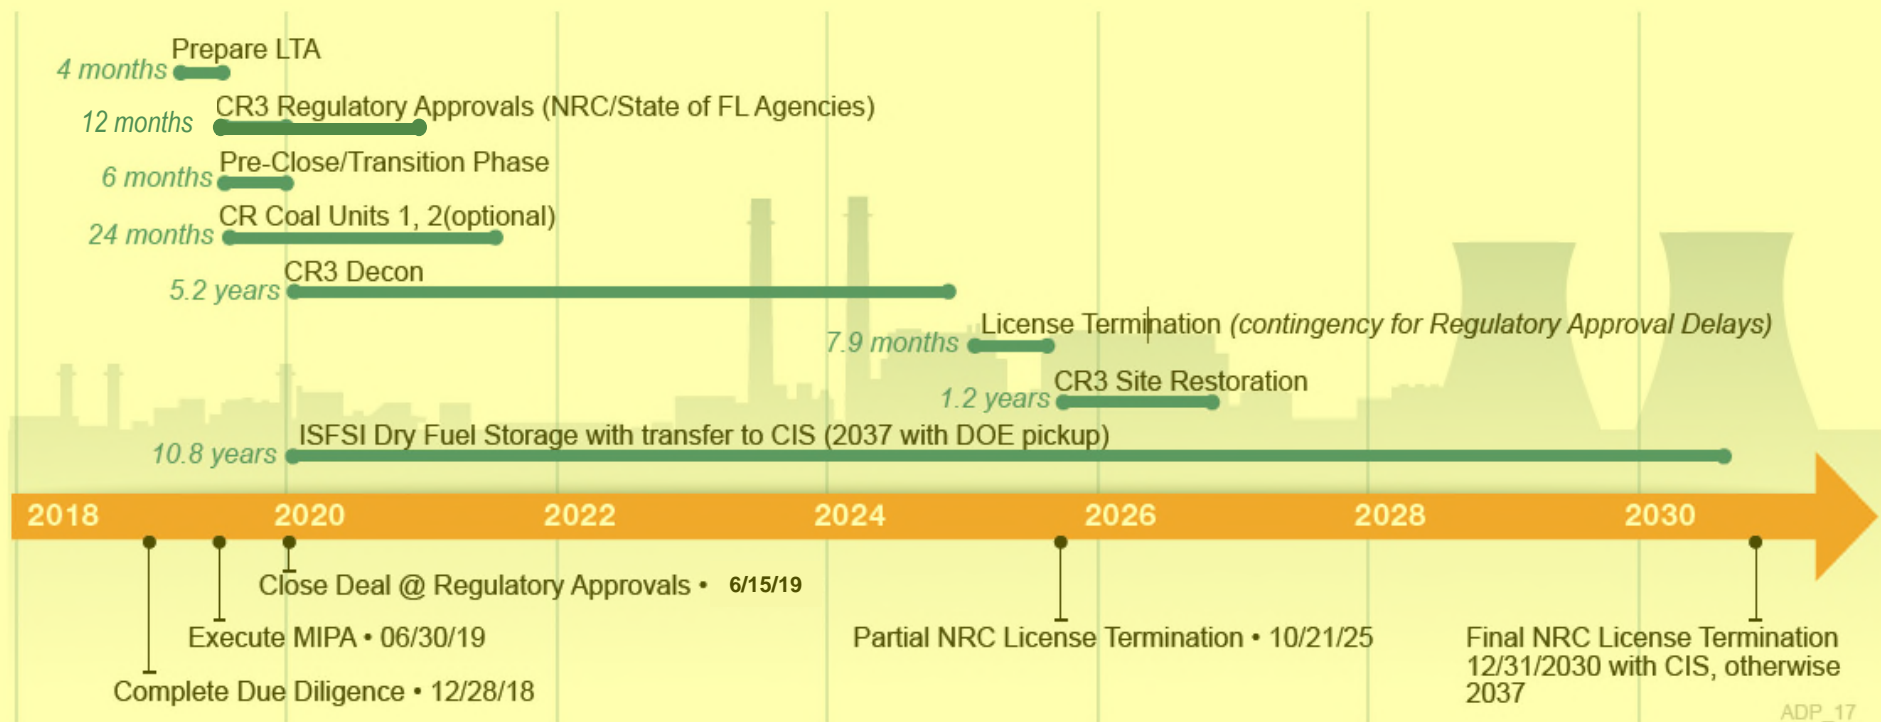 Prepare LTA
4 months
CR3 Regulatory Approvals (NRC/State of FL Agencies)
12 months
Pre-Close/Transition Phase
6 months
CR Coal Units 1, 2(optional)
24 months
CR3 Decon
5.2 years
License Termination (contingency for Regulatory Approval Delays)
7.9 months
CR3 Site Restoration
1.2 years
ISFSI Dry Fuel Storage with transfer to CIS (2037 with DOE pickup)
10.8 years
2018 2020 2022 2024 2026 2028 2030
Close Deal @ Regulatory Approvals • 6/15/19
Execute MIPA • 06/30/19
Complete Due Diligence • 12/28/18
Partial NRC License Termination • 10/21/25
Final NRC License Termination
12/31/2030 with CIS, otherwise
2037
ADP_17